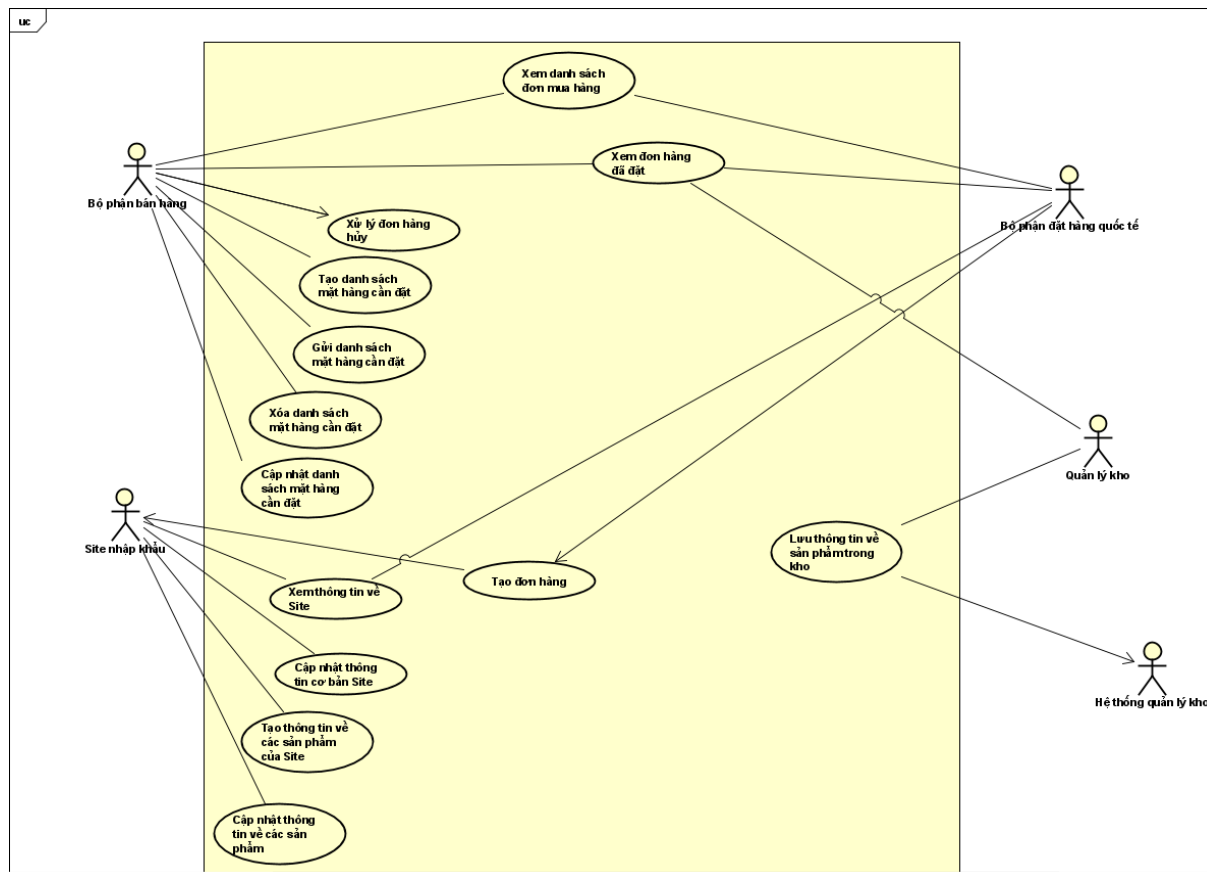 uc
Xem danh sách
đơn mua hàng
Xem đơn hàng
đã đặt
Bộ phận bán hàng
Bộ phận đặt hàng quốc tế
Xử lý đơn hàng
hủy
Tạo danh sách
mặt hàng cần đặt
Gửi danh sách
mặt hàng cần đặt
Xóa danh sách
mặt hàng cần đặt
Cập nhật danh
sách mặt hàng
cần đặt
Quản lý kho
Site nhập khẩu
Lưu thông tin về
sản phẩm trong
kho
Tạo đơn hàng
Xem thông tin về
Site
Cập nhật thông
tin cơ bản Site
Hệ thống quản lý kho
Tạo thông tin về
các sản phẩm
của Site
Cập nhật thông
tin về các sản
phẩm